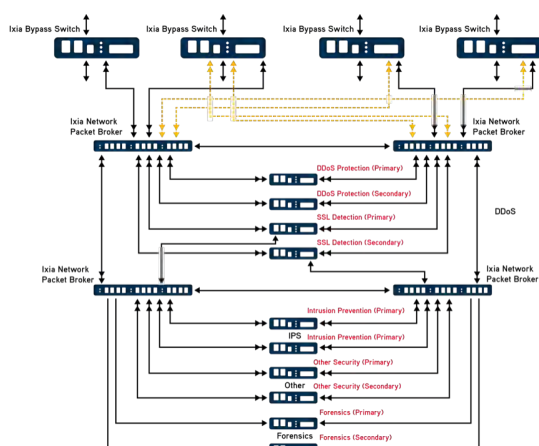 Ixia Bypass Switch
Ixia Bypass Switch
Ixia Bypass Switch
Ixia Bypass Switch
Ixia Network
Packet Broker
Ixia Network
Packet Broker
DDoS Protection (Primary)
DDoS Protection (Secondary)
SSL Detection (Primary)
SSL Detection (Secondary)
DDoS
Ixia Network
Packet Broker
Ixia Network
Packet Broker
Intrusion Prevention (Primary)
IPS
Intrusion Prevention (Primary)
Other Security (Primary)
Other
Other Security (Secondary)
Forensics (Primary)
Forensics
Forensics (Secondary)